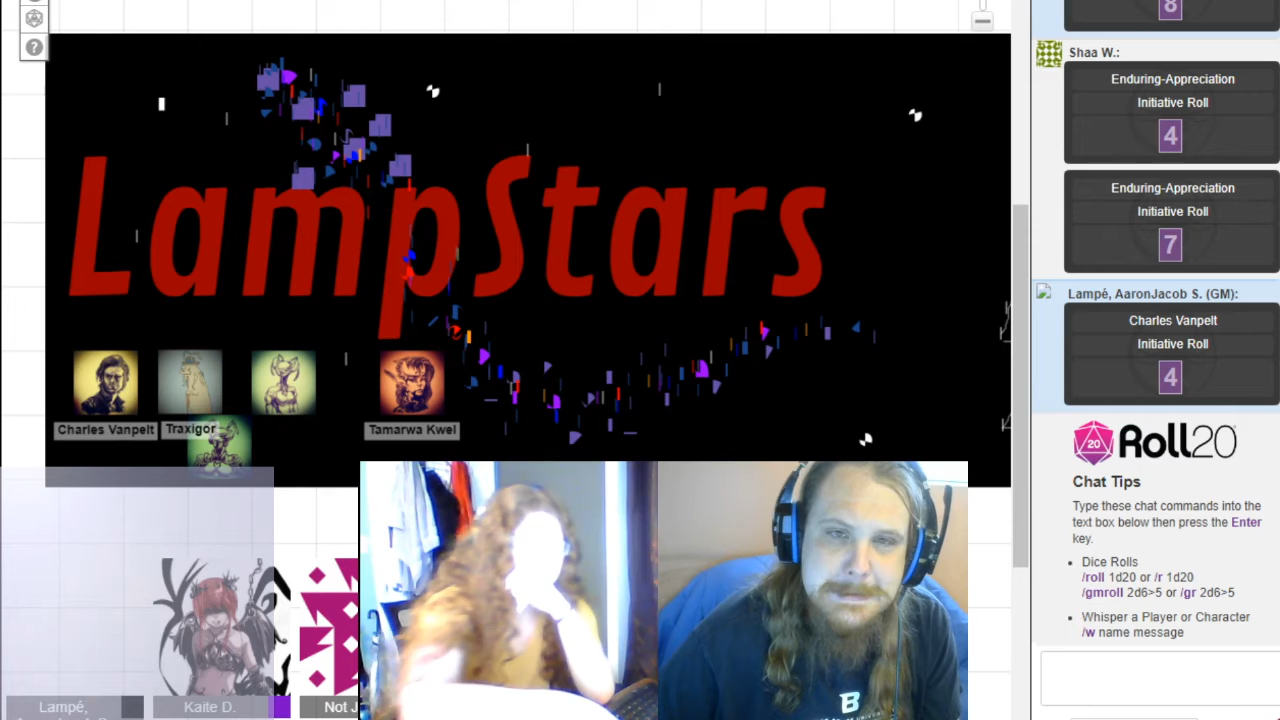 ?
8
Shaa W.:
Enduring-Appreciation
Initiative Roll
4
Enduring-Appreciation
Initiative Roll
7
Lampé, AaronJacob S. (GM):
Charles Vanpelt
Initiative Roll
4
LampStars
Charles Vanpelt
Traxigor
Tamarwa Kwel
20
Roll20
Chat Tips
Type these chat commands into the
text box below then press the Enter
key.
Dice Rolls
/roll 1d20 or /r 1d20
/gmroll 2d6>5 or /gr 2d6>5
Whisper a Player or Character
/w name message
Lampé,
Kaite D.
Not J
B